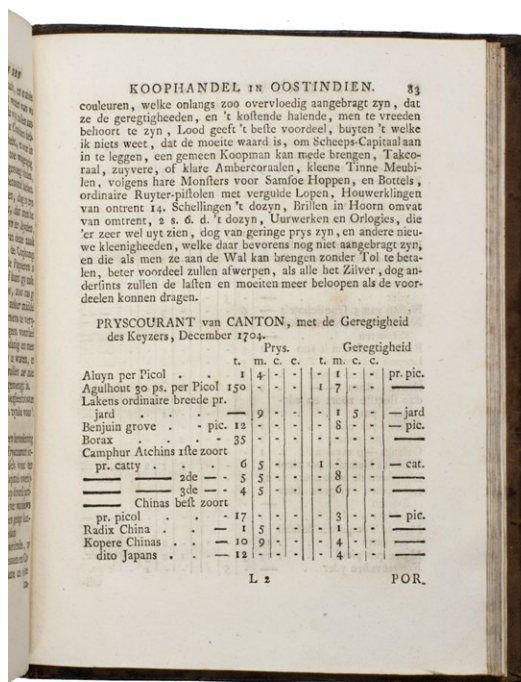 KOOPHANDEL IN OOSTINDIEN. 83
couleuren, welke onlangs zoo overvloedig aangebragt zyn, dat
ze de geregtigheeden, en 't kostende halende, men te vreeden
behoort te zyn, Lood geeft 't beste voordeel, buyten 't welke
ik niets weet, dat de moeite waard is, om Scheeps-Capitaal aan
in te leggen, een gemeen Koopman kan mede brengen, Takco-
raal, zuyvere, of klare Ambercoraalen, kleene Tinne Meubi-
len, volgens hare Monsters voor Samsoe Hoppen, en Bottels,
ordinaire Ruyter-pistolen met vergulde Lopen, Houwerklingen
van ontrent 14. Schellingen 't dozyn, Brillen in Hoorn omvat
van omtrent, 2 s. 6. d. 't dozyn, Uurwerken en Orlogies, die
'er zeer wel uyt zien, dog van geringe prys zyn, en andere nieu-
we kleenigheeden, welke daar bevorens nog niet aangebragt zyn,
en die als men ze aan de Wal kan brengen zonder Tol te beta-
len, beter voordeel zullen afwerpen, als alle het Zilver, dog an-
dersints zullen de lasten en moeiten meer beloopen als de voor-
deelen konnen dragen.
PRYSCOURANT van CANTON, met de Geregtigheid
des Keyzers, December 1704.
Prys. Geregtigheid
t. m. c. c. t. m. c. c.
Aluyn per Picol . . 1 4 - - - 1 - - pr. pic.
Agulhout 30 ps. per Picol 150 - - - 1 7 - - —
Lakens ordinaire breede pr.
jard . . . — 9 - - - 1 5 - — jard
Benjuin grove . - pic. 12 - - - - 8 - - — pic.
Borax . . . - 35 - - - - - - - —
Camphur Atchins 1ste zoort
pr. catty . . . 6 5 - - 1 - - - — cat.
— — 2de — - 5 5 - - - 8 - - —
— — 3de — - 4 5 - - - 6 - - —
— Chinas best zoort
pr. picol . . - 17 - - - - 3 - - — pic.
Radix China . . — 1 5 - - - 1 - - —
Kopere Chinas . . — 10 9 - - - 4 - - —
dito Japans . . — 12 - - - - 4 - - —
L 2 POR-